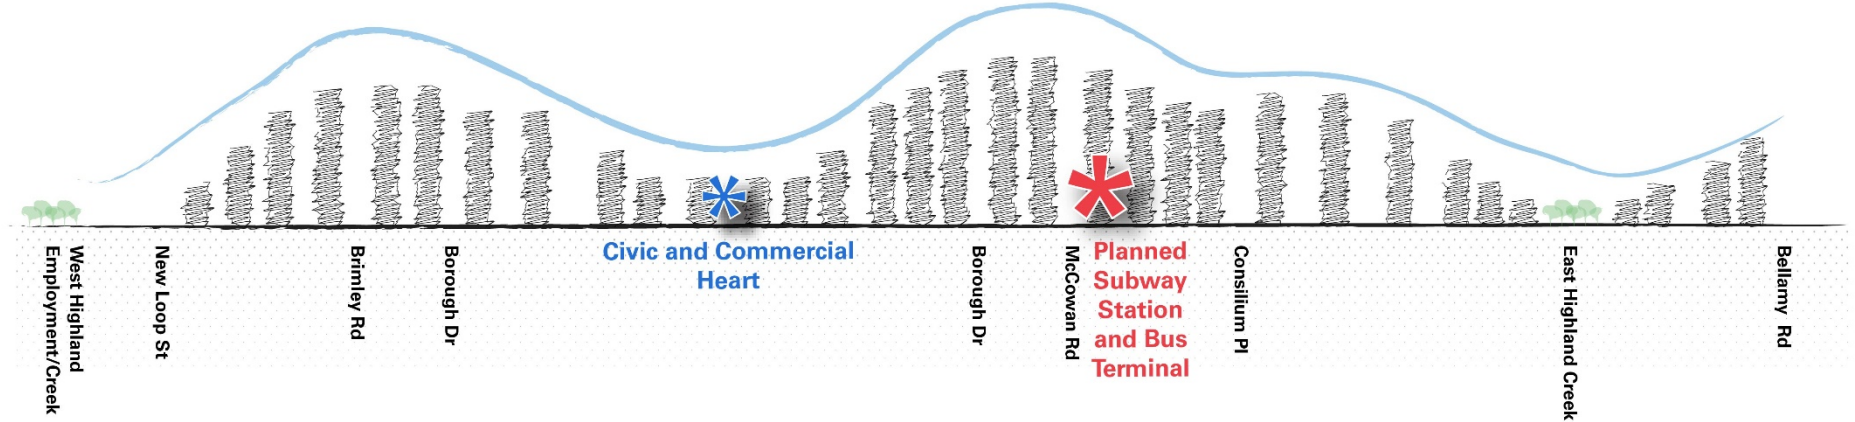 West Highland
Employment/Creek
New Loop St
Brimley Rd
Borough Dr
Civic and Commercial
Heart
Borough Dr
McCowan Rd
Planned
Subway
Station
and Bus
Terminal
Consilium Pl
East Highland Creek
Bellamy Rd